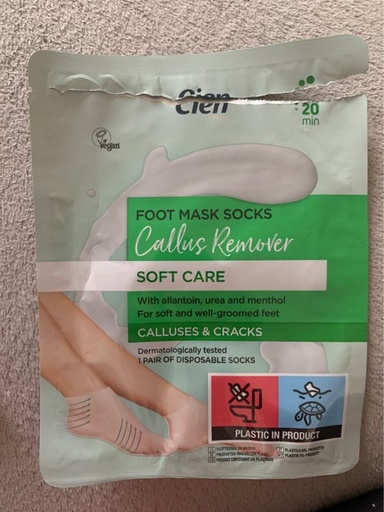 Cien
20
min
Vegan
FOOT MASK SOCKS
Callus Remover
SOFT CARE
With allantoin, urea and menthol
For soft and well-groomed feet
CALLUSES & CRACKS
Dermatologically tested
1 PAIR OF DISPOSABLE SOCKS
PLASTIC IN PRODUCT